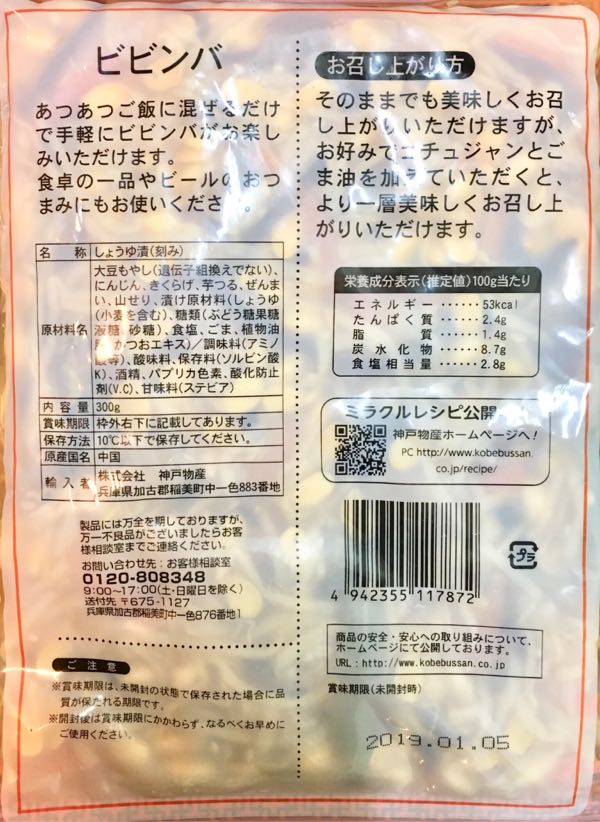 ビビンバ
あつあつご飯に混ぜるだけ
で手軽にビビンバがお楽し
みいただけます。
食卓の一品やビールのおつ
まみにもお使いください。
名 称 しょうゆ漬(刻み)
原材料名
大豆もやし(遺伝子組換えでない)、
にんじん、きくらげ、芋つる、ぜんま
い、山せり、漬け原材料(しょうゆ
(小麦を含む)、糖類(ぶどう糖果糖
液糖、砂糖)、食塩、ごま、植物油
脂、かつおエキス)/調味料(アミノ
酸等)、酸味料、保存料(ソルビン酸
K)、酒精、パプリカ色素、酸化防止
剤(V.C)、甘味料(ステビア)
内 容 量 300g
賞味期限 枠外右下に記載してあります。
保存方法 10℃以下で保存してください。
原産国名 中国
輸 入 者 株式会社 神戸物産
兵庫県加古郡稲美町中一色883番地
製品には万全を期しておりますが、
万一不良品がございましたらお客
様相談室までご連絡ください。
お問い合わせ先:お客様相談室
0120-808348
9:00~17:00(土・日曜日を除く)
送付先 〒675-1127
兵庫県加古郡稲美町中一色876番地1
ご 注 意
※賞味期限は、未開封の状態で保存された場合に品
質が保たれる期限です。
※開封後は賞味期限にかかわらず、なるべくお早めに
ご使用ください。
お召し上がり方
そのままでも美味しくお召
し上がりいただけますが、
お好みでコチュジャンとご
ま油を加えていただくと、
より一層美味しくお召し上
がりいただけます。
栄養成分表示(推定値)100g当たり
エネルギー ······53kcal
たんぱく質 ······2.4g
脂 質 ······1.4g
炭 水 化 物 ······8.7g
食塩相当量 ······2.8g
ミラクルレシピ公開
神戸物産ホームページへ!
PC http://www.kobebussan.
co.jp/recipe/
4 942355 117872
プラ
商品の安全・安心への取り組みについて、
ホームページにて公開しております。
URL:http://www.kobebussan.co.jp
賞味期限(未開封時)
2019.01.05